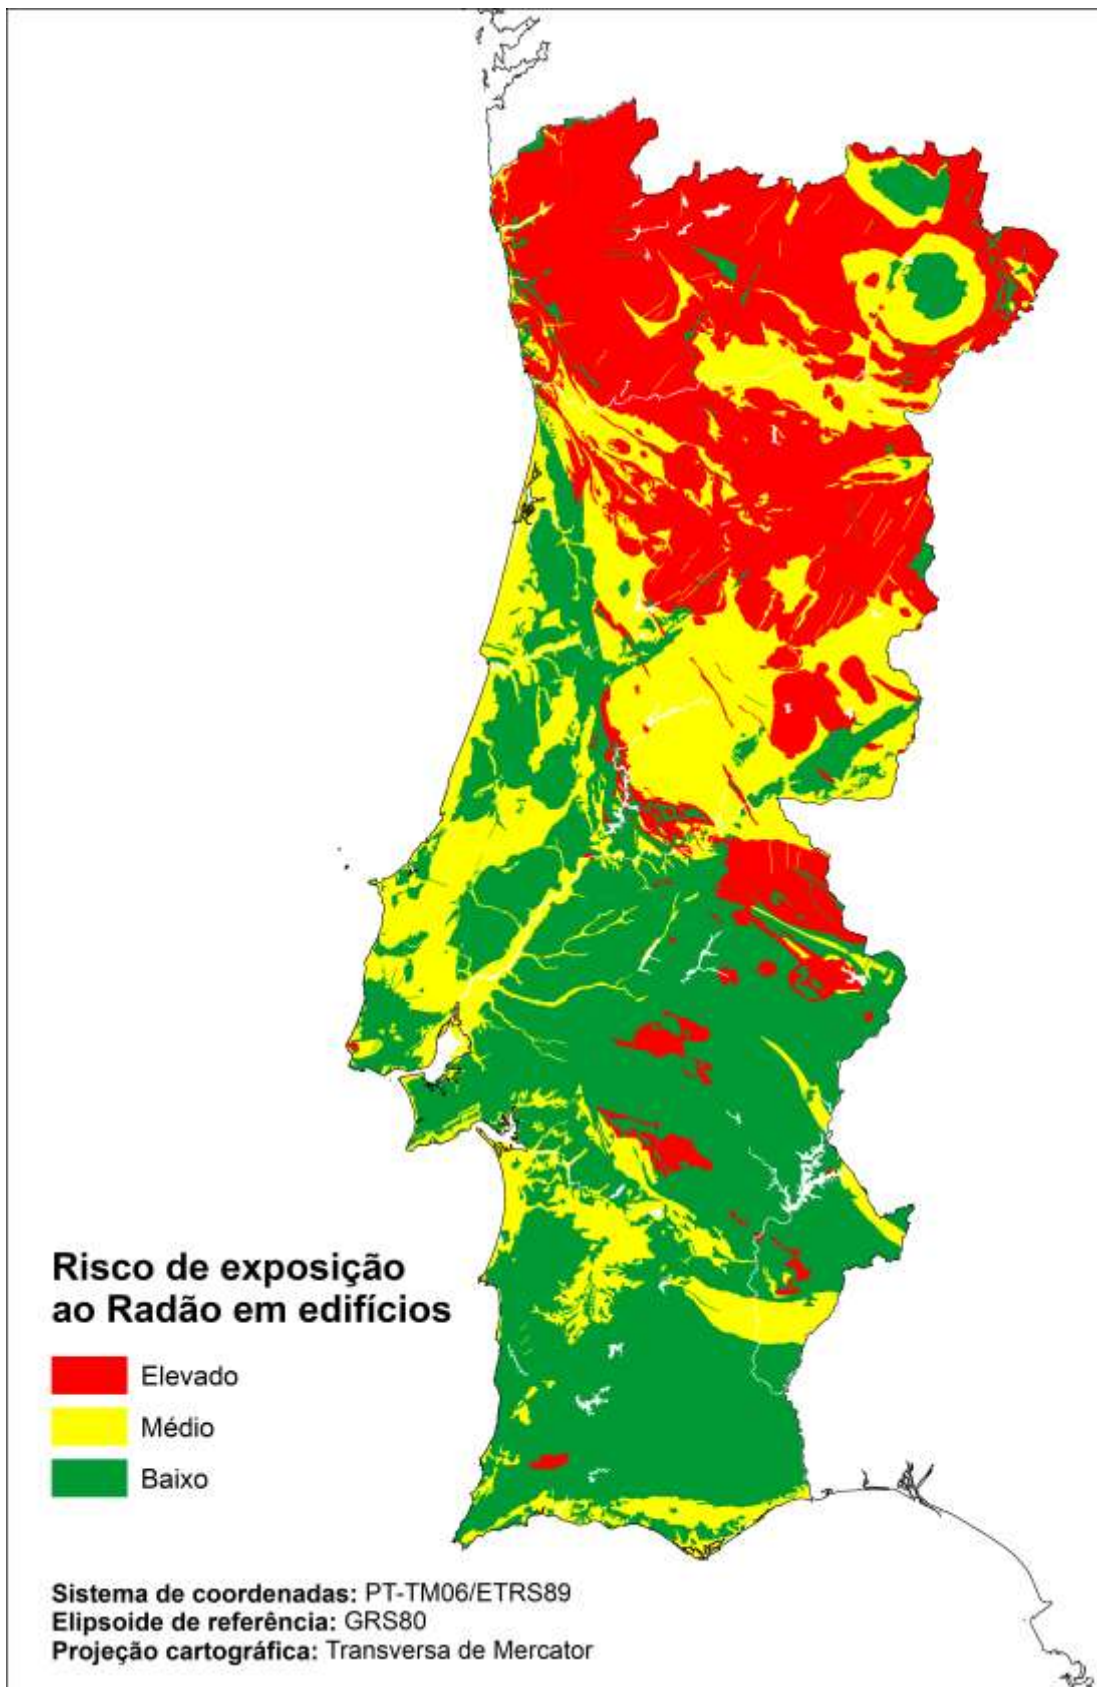 Risco de exposição
ao Radão em edifícios
Elevado
Médio
Baixo
Sistema de coordenadas: PT-TM06/ETRS89
Elipsoide de referência: GRS80
Projeção cartográfica: Transversa de Mercator